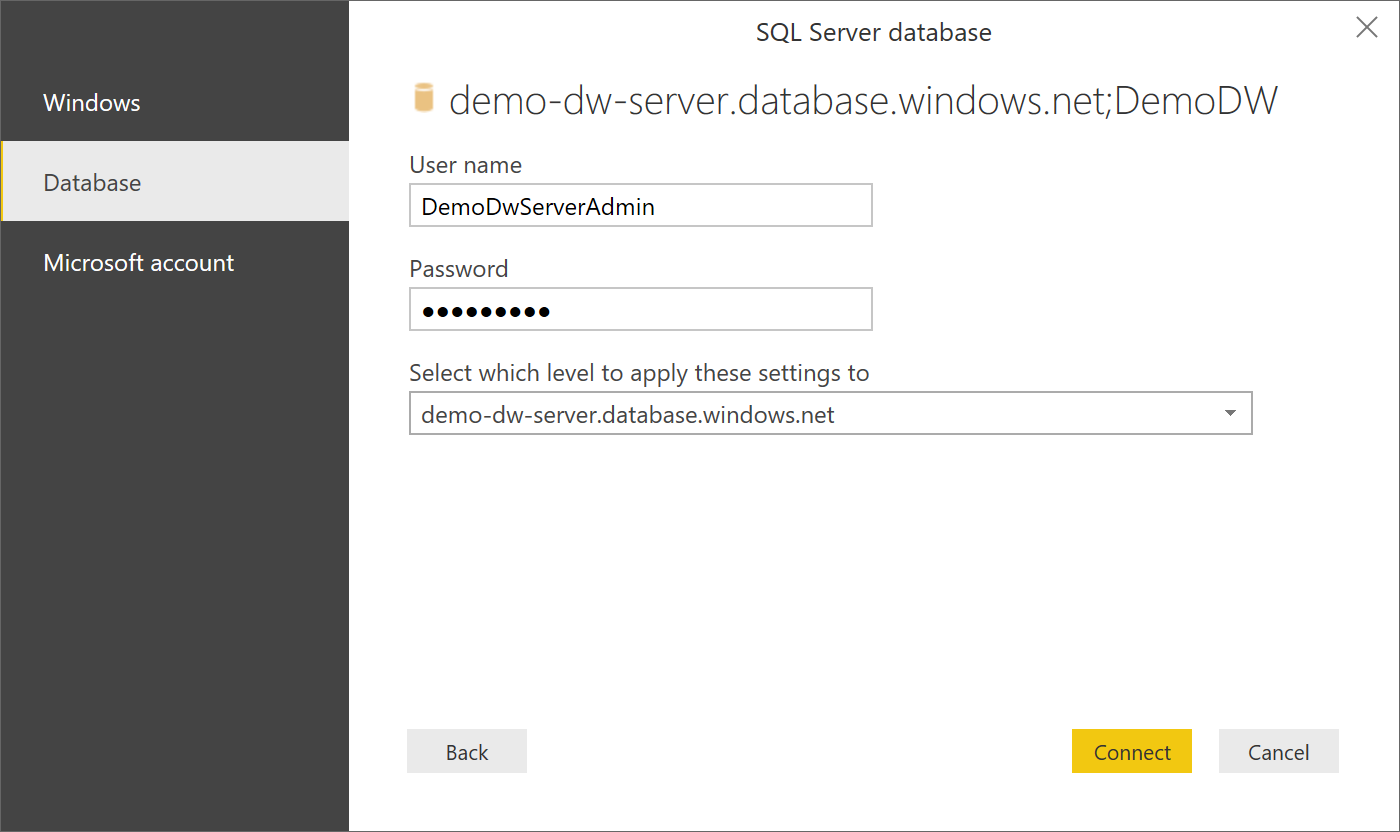 SQL Server database
Windows
Database
Microsoft account
demo-dw-server.database.windows.net;DemoDW
User name
DemoDwServerAdmin
Password
●●●●●●●●●
Select which level to apply these settings to
demo-dw-server.database.windows.net
Back
Connect
Cancel